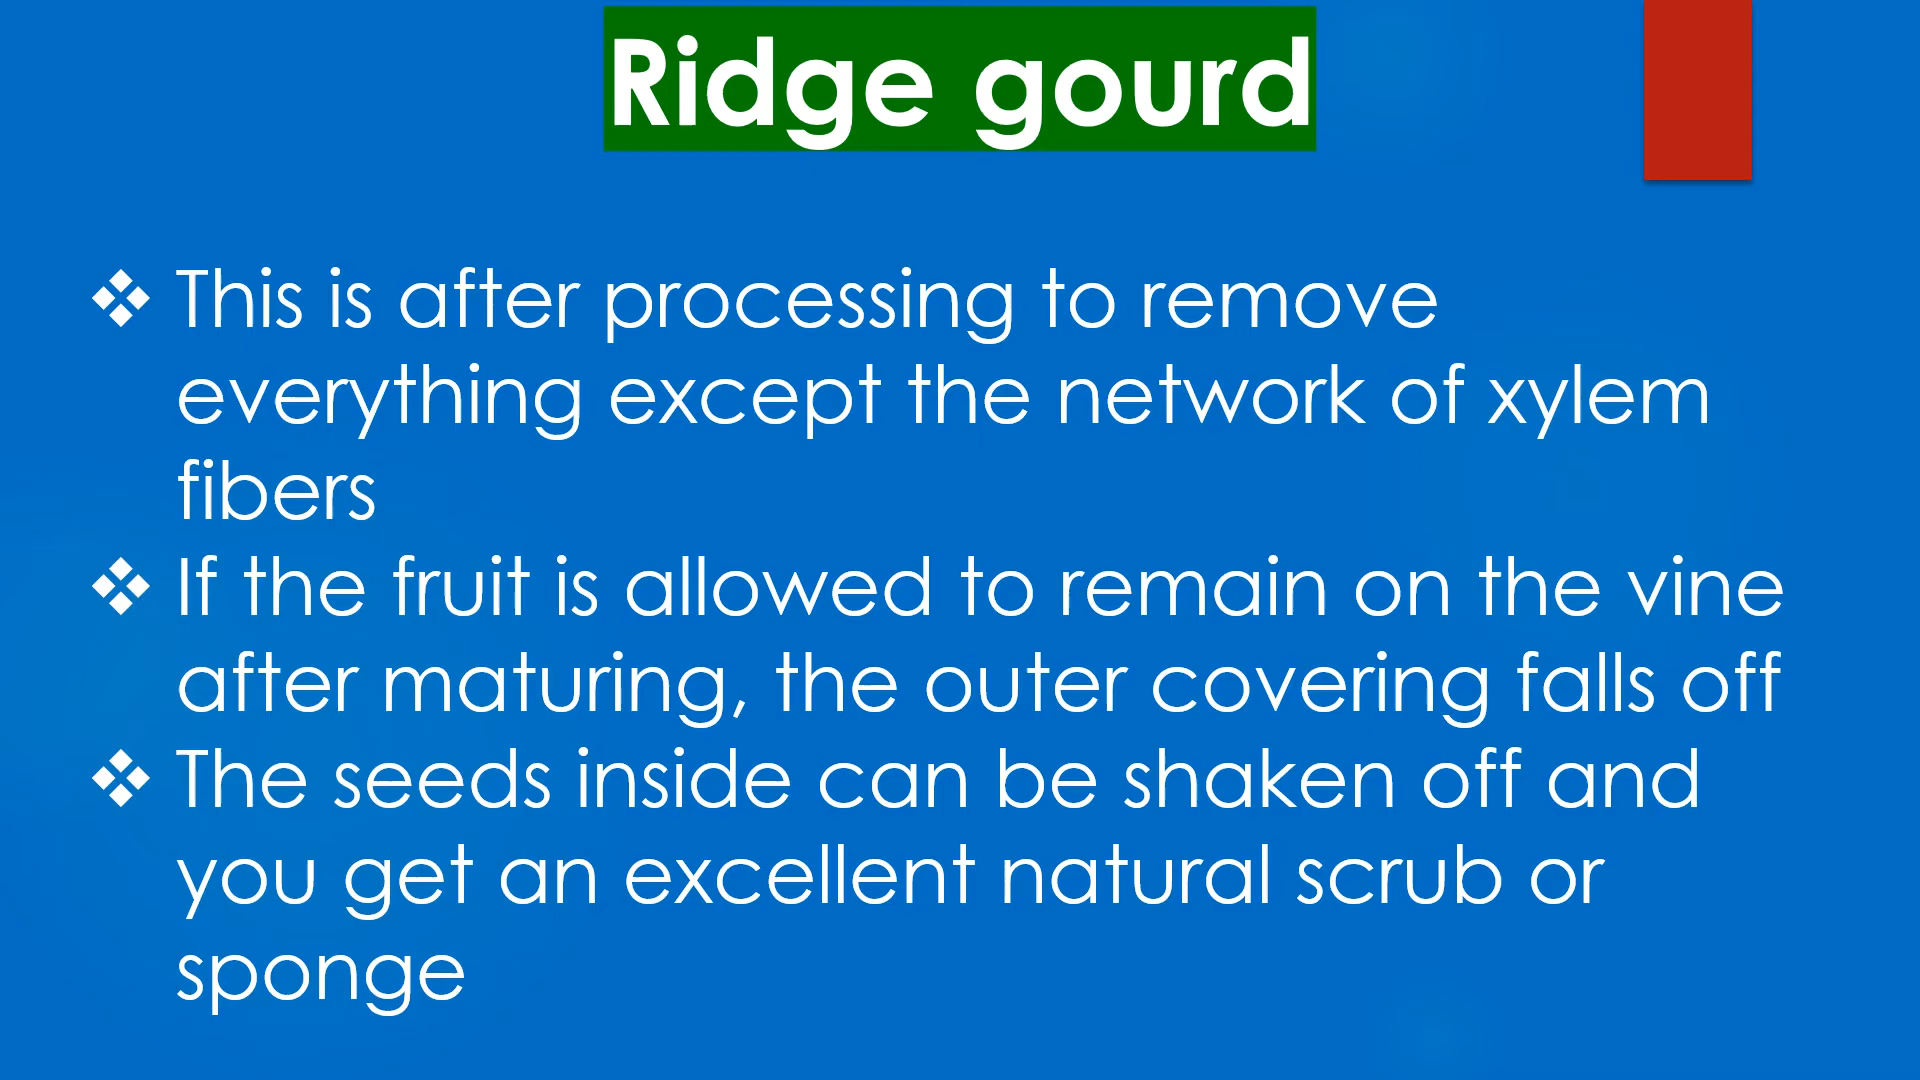 Ridge gourd
❖ This is after processing to remove
everything except the network of xylem
fibers
❖ If the fruit is allowed to remain on the vine
after maturing, the outer covering falls off
❖ The seeds inside can be shaken off and
you get an excellent natural scrub or
sponge